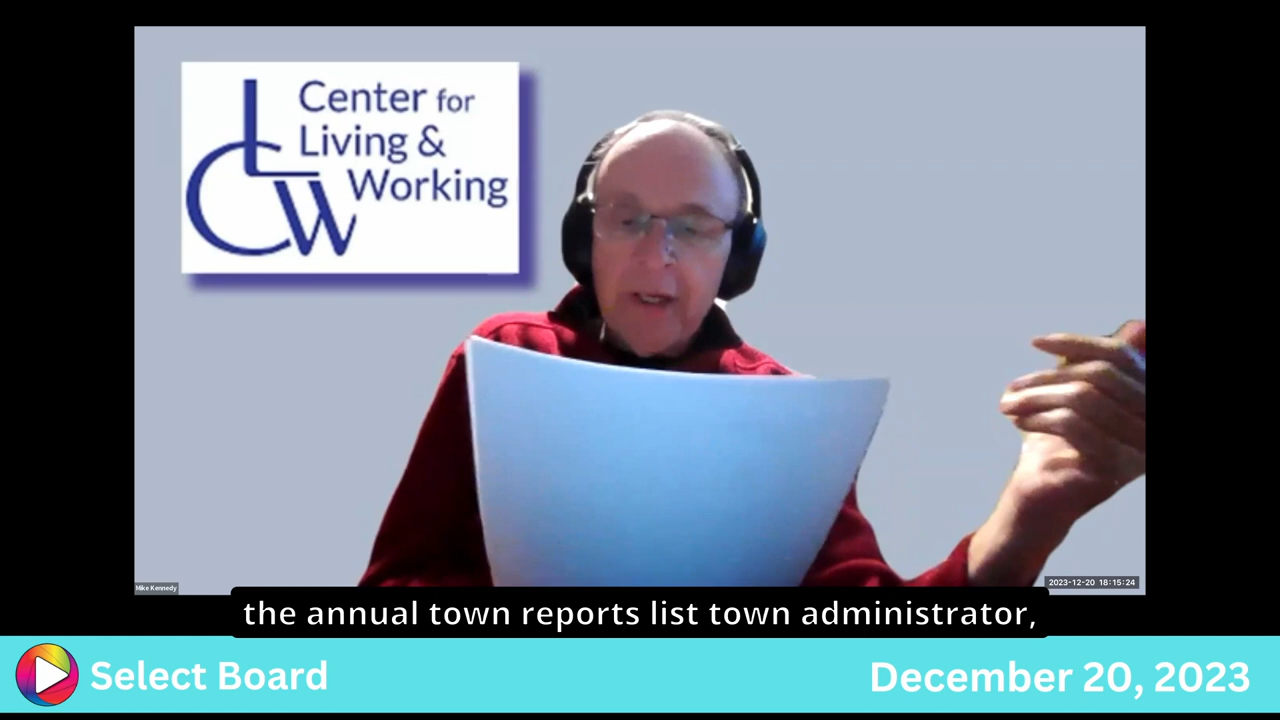 Center for
Living &
Working
CLW
Mike Kennedy
2023-12-20 18:15:24
the annual town reports list town administrator,
Select Board
December 20, 2023